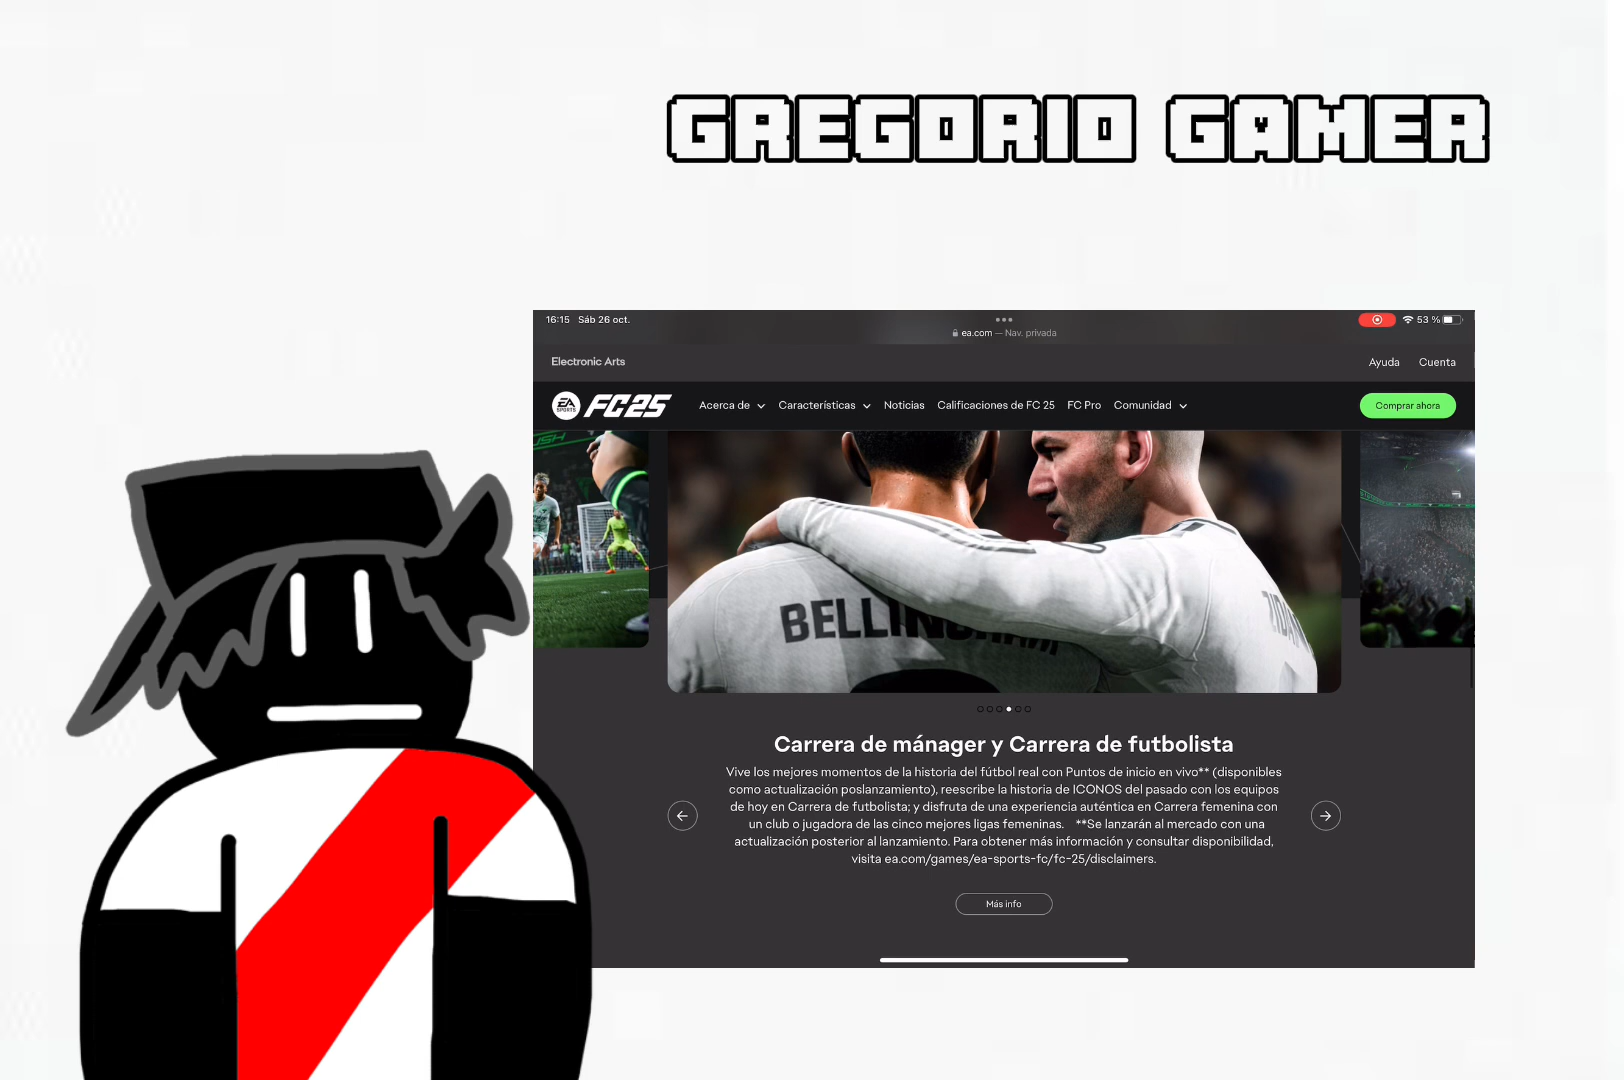 GREGORIO GAMER
16:15 Sáb 26 oct.
ea.com — Nav. privada
53 %
Electronic Arts
Ayuda Cuenta
EA SPORTS FC25
Acerca de Características Noticias Calificaciones de FC 25 FC Pro Comunidad
Comprar ahora
BELLINGHAM
Carrera de mánager y Carrera de futbolista
Vive los mejores momentos de la historia del fútbol real con Puntos de inicio en vivo** (disponibles
como actualización poslanzamiento), reescribe la historia de ICONOS del pasado con los equipos
de hoy en Carrera de futbolista; y disfruta de una experiencia auténtica en Carrera femenina con
un club o jugadora de las cinco mejores ligas femeninas. **Se lanzarán al mercado con una
actualización posterior al lanzamiento. Para obtener más información y consultar disponibilidad,
visita ea.com/games/ea-sports-fc/fc-25/disclaimers.
Más info